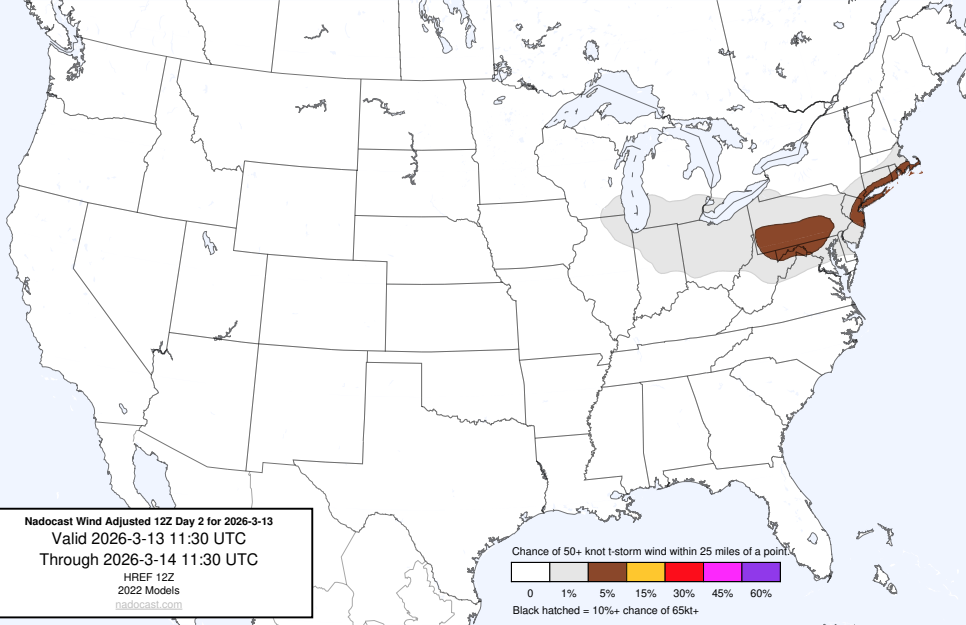 Nadocast Wind Adjusted 12Z Day 2 for 2026-3-13
Valid 2026-3-13 11:30 UTC
Through 2026-3-14 11:30 UTC
HREF 12Z
2022 Models
nadocast.com
Chance of 50+ knot t-storm wind within 25 miles of a point.
0 1% 5% 15% 30% 45% 60%
Black hatched = 10%+ chance of 65kt+